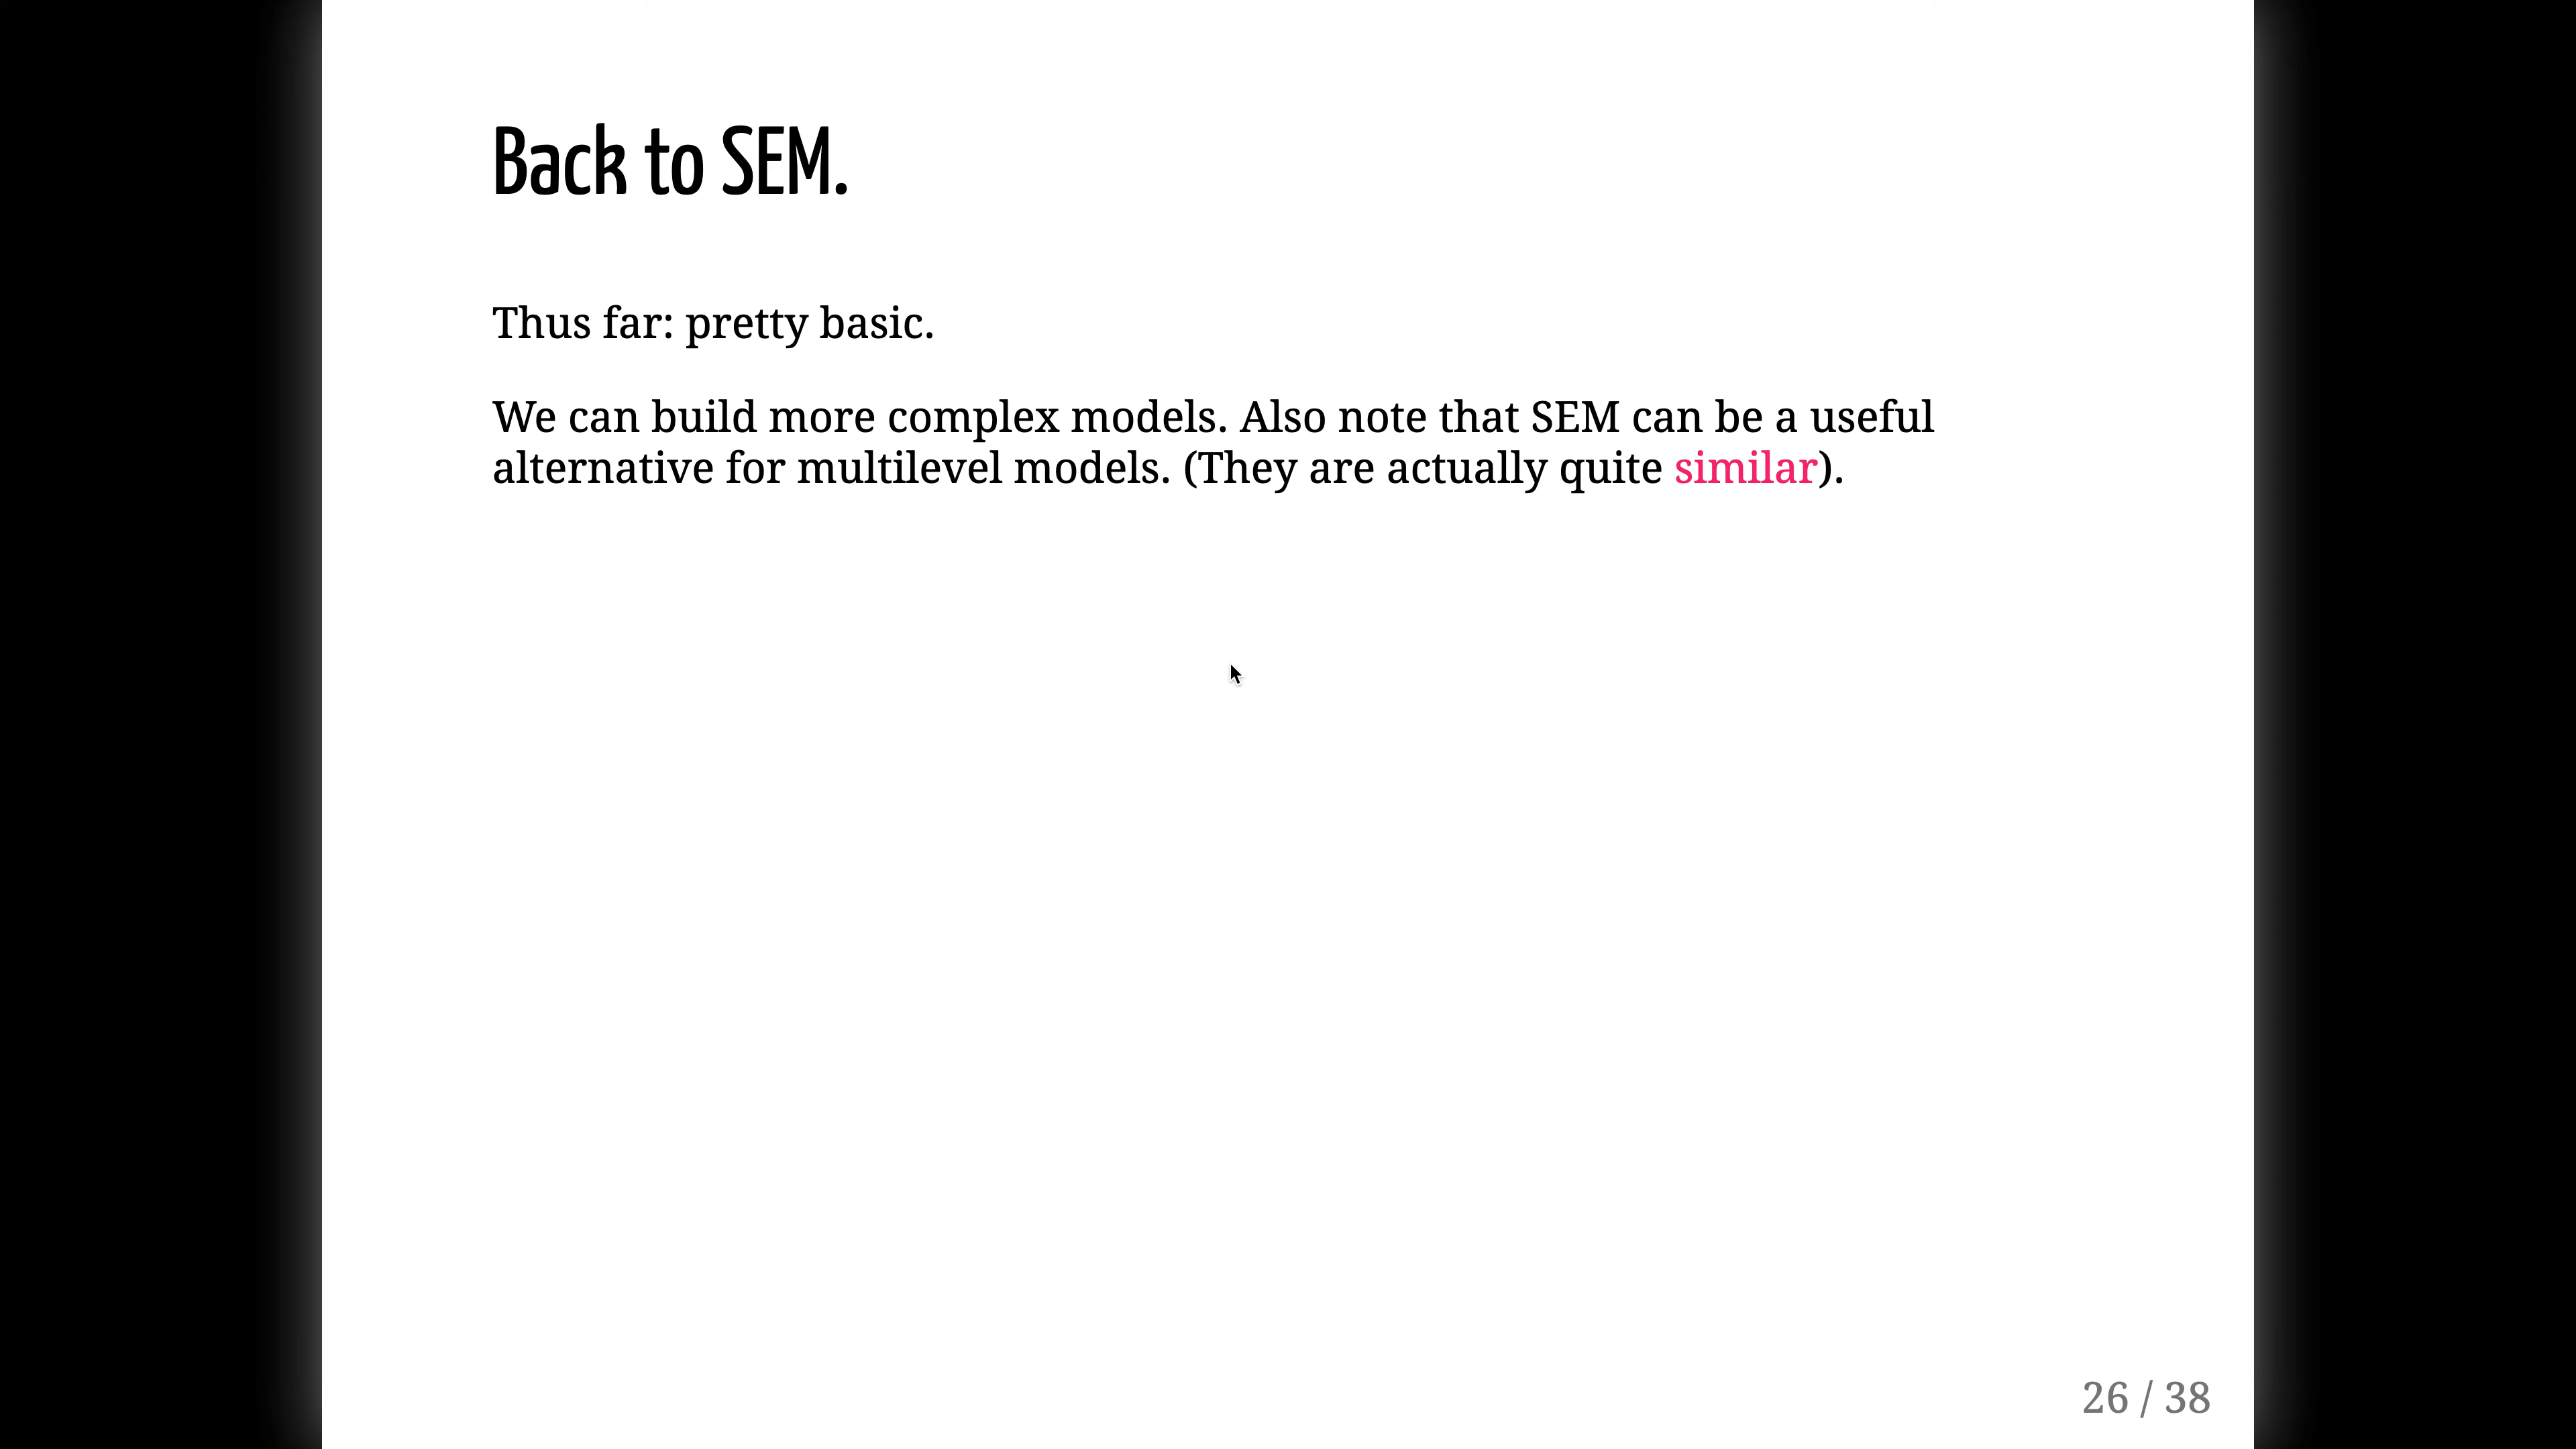 Back to SEM.
Thus far: pretty basic.
We can build more complex models. Also note that SEM can be a useful
alternative for multilevel models. (They are actually quite similar).
26 / 38